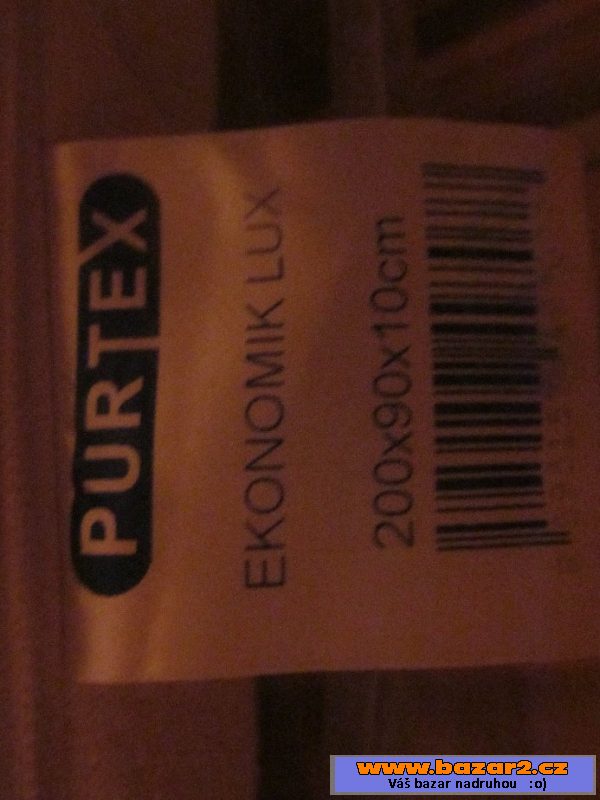 PURTEX
EKONOMIK LUX
200x90x10cm
www.bazar2.cz
Váš bazar nadruhou :o)